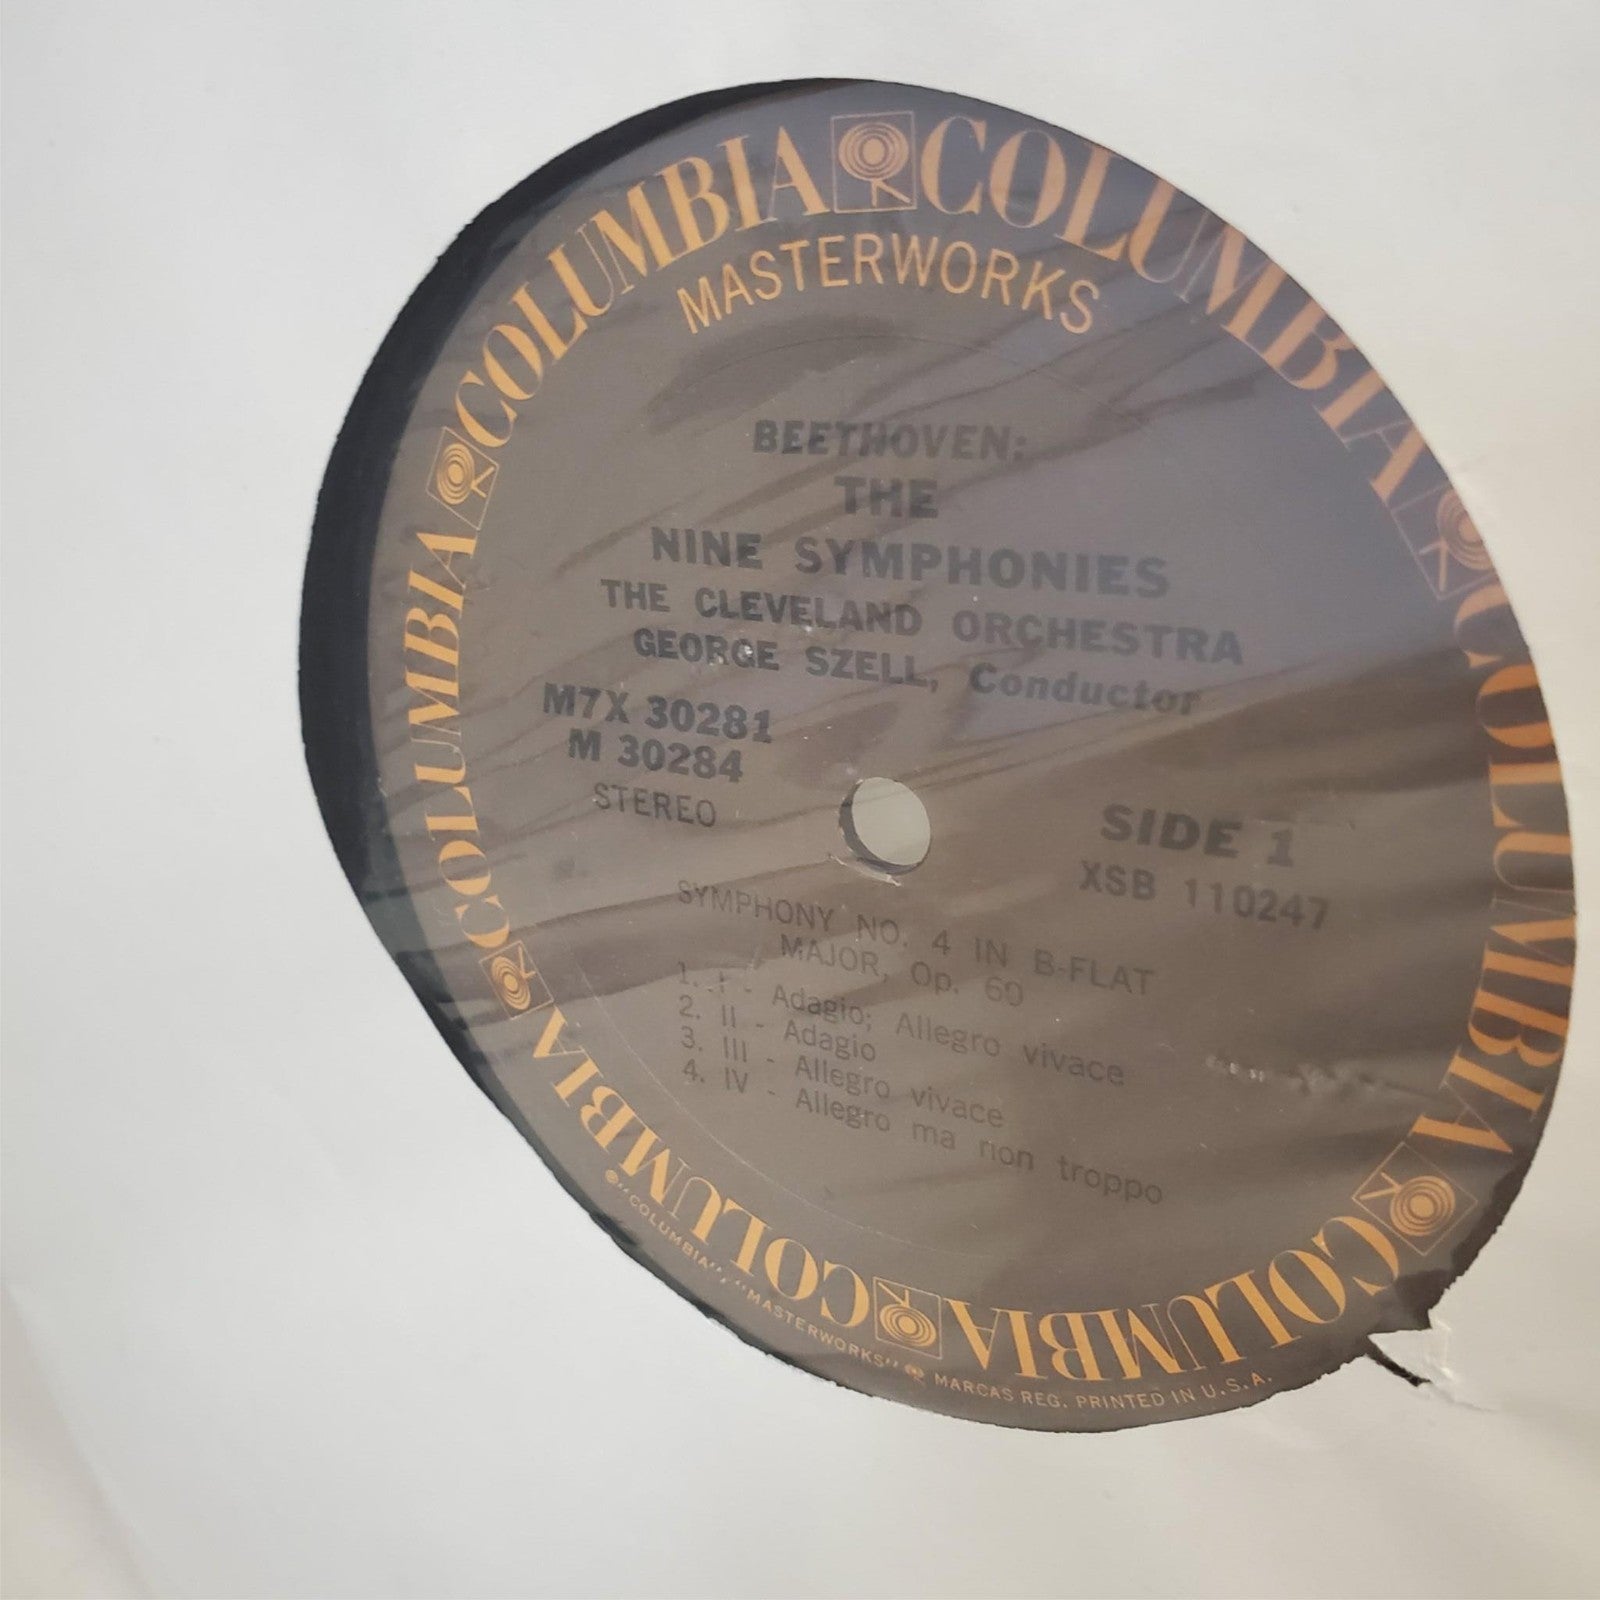 COLUMBIA COLUMBIA COLUMBIA COLUMBIA COLUMBIA COLUMBIA
MASTERWORKS
BEETHOVEN:
THE
NINE SYMPHONIES
THE CLEVELAND ORCHESTRA
GEORGE SZELL, Conductor
M7X 30281
M 30284
STEREO
SIDE 1
XSB 110247
SYMPHONY NO. 4 IN B-FLAT
MAJOR, Op. 60
1. I - Adagio; Allegro vivace
2. II - Adagio
3. III - Allegro vivace
4. IV - Allegro ma non troppo
® "COLUMBIA", "MASTERWORKS" MARCAS REG. PRINTED IN U.S.A.